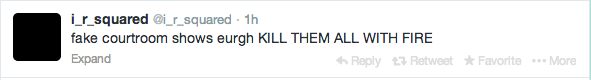 i_r_squared @i_r_squared · 1h
fake courtroom shows eurgh KILL THEM ALL WITH FIRE
Expand Reply Retweet Favorite More